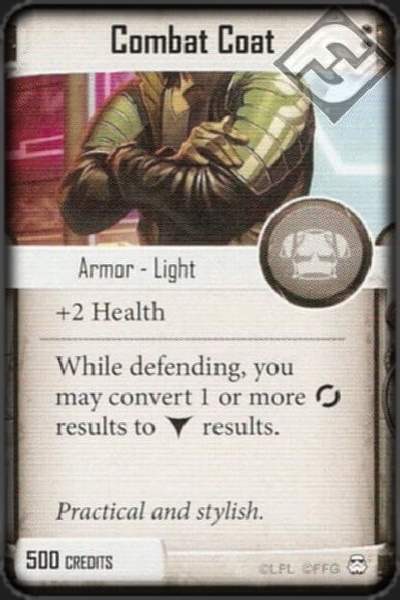 Combat Coat
Armor - Light
+2 Health
While defending, you
may convert 1 or more
results to results.
Practical and stylish.
500 CREDITS
©LFL ©FFG